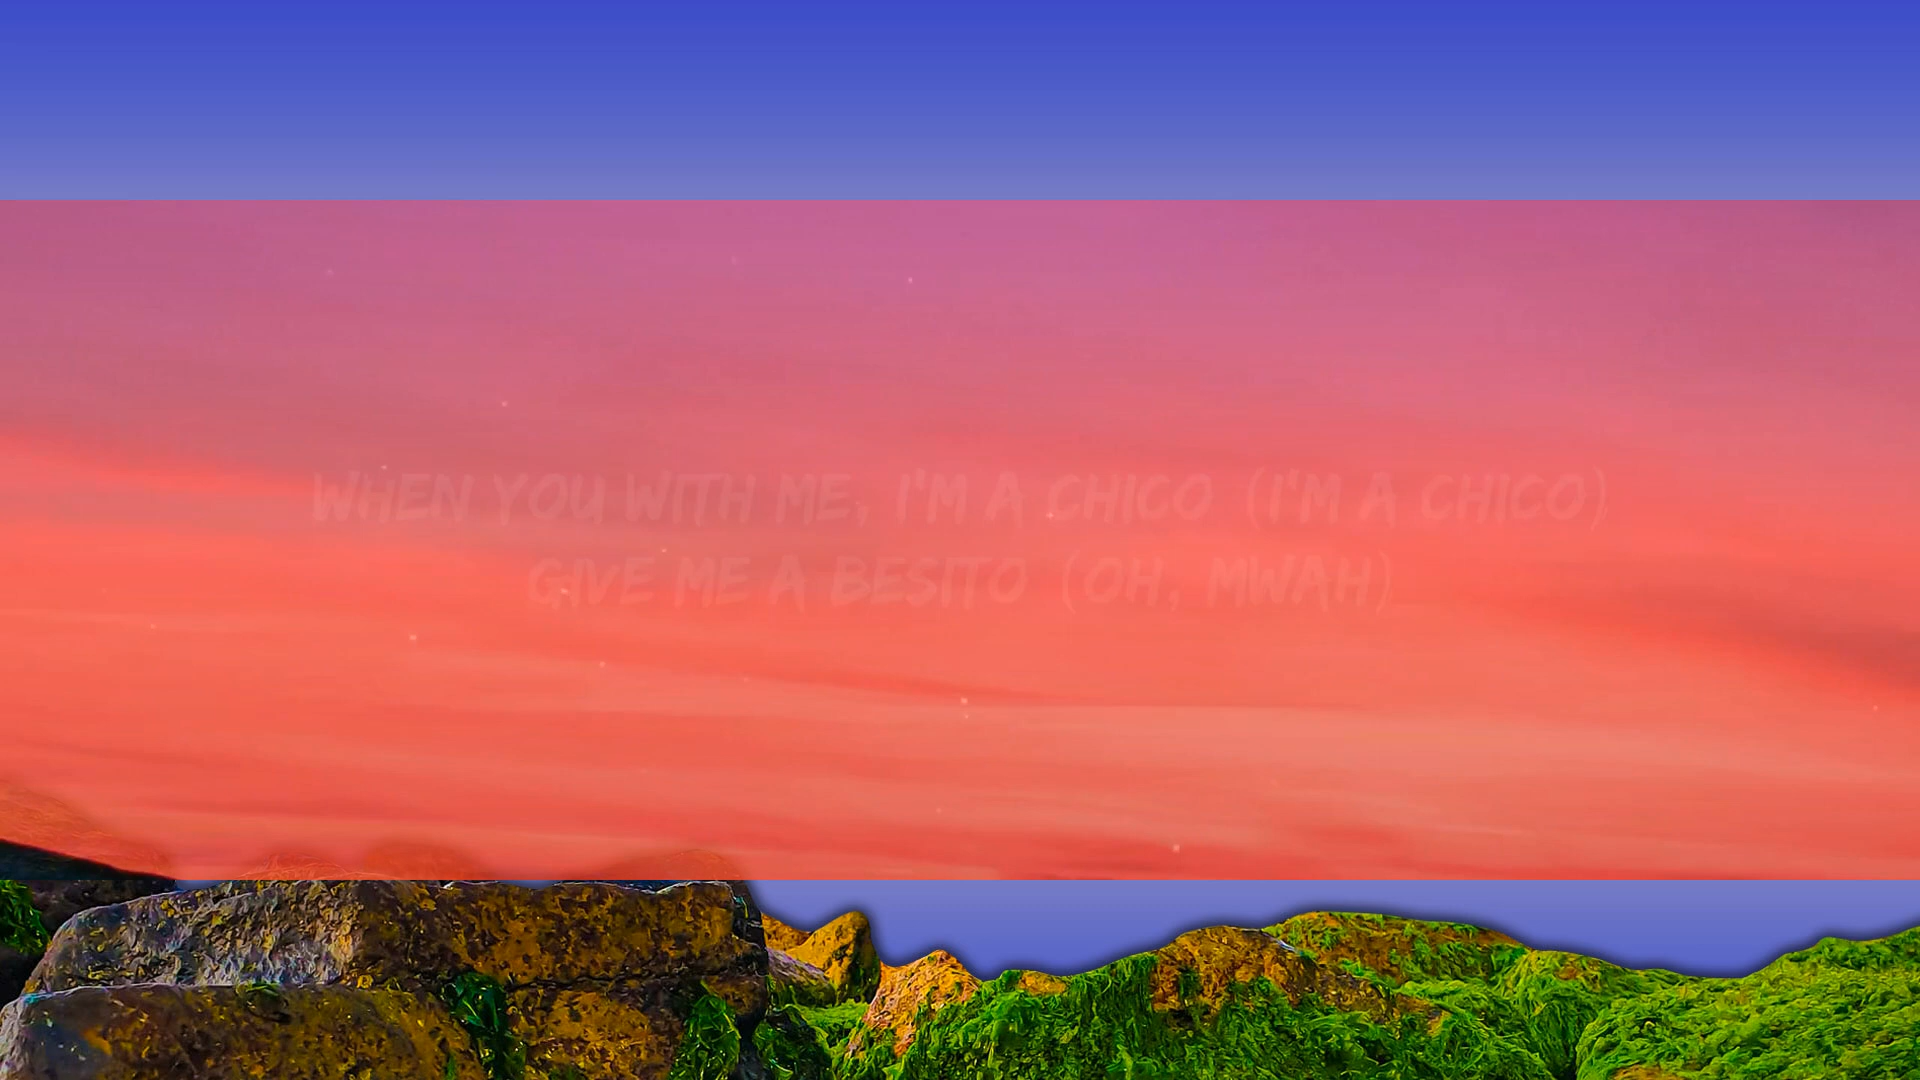 WHEN YOU WITH ME, I'M A CHICO (I'M A CHICO)
GIVE ME A BESITO (OH, MWAH)